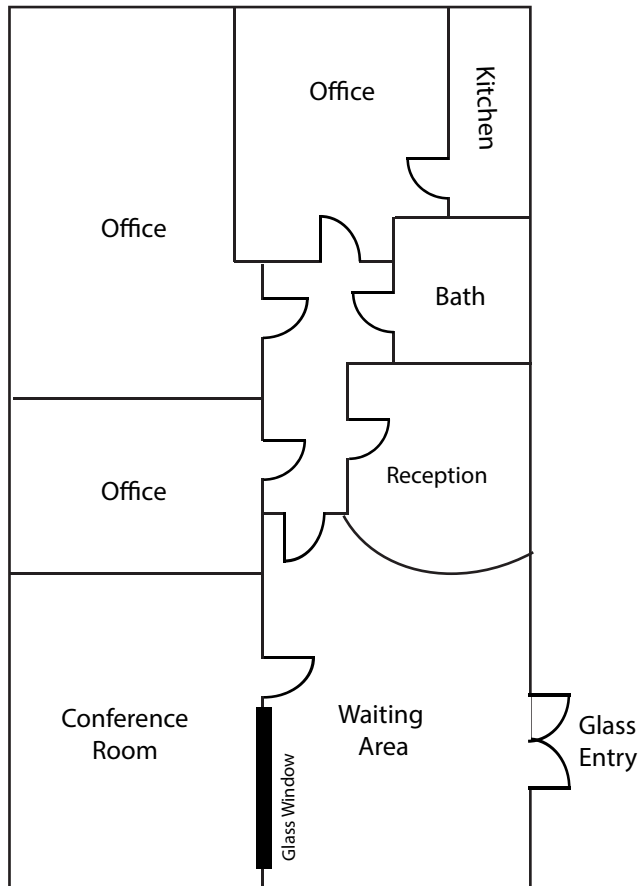 Office
Kitchen
Office
Bath
Reception
Office
Conference
Room
Waiting
Area
Glass Window
Glass
Entry